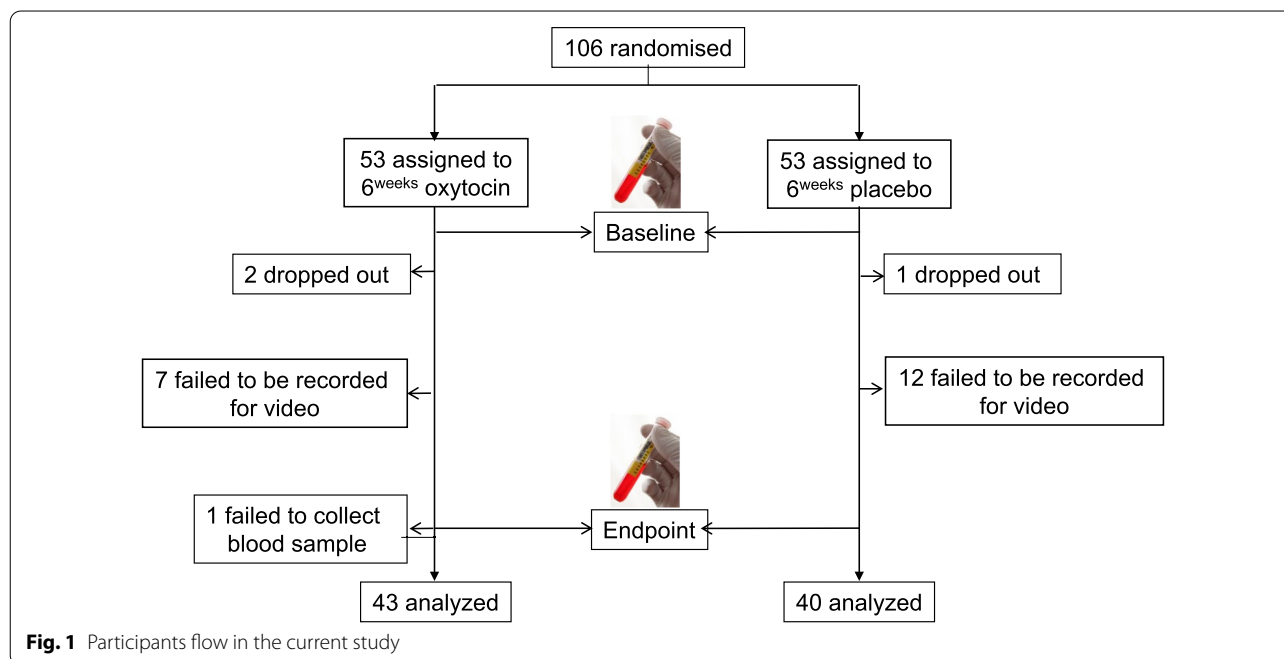 106 randomised
53 assigned to
6weeks oxytocin
53 assigned to
6weeks placebo
Baseline
2 dropped out
1 dropped out
7 failed to be recorded
for video
12 failed to be recorded
for video
1 failed to collect
blood sample
Endpoint
43 analyzed
40 analyzed
Fig. 1 Participants flow in the current study